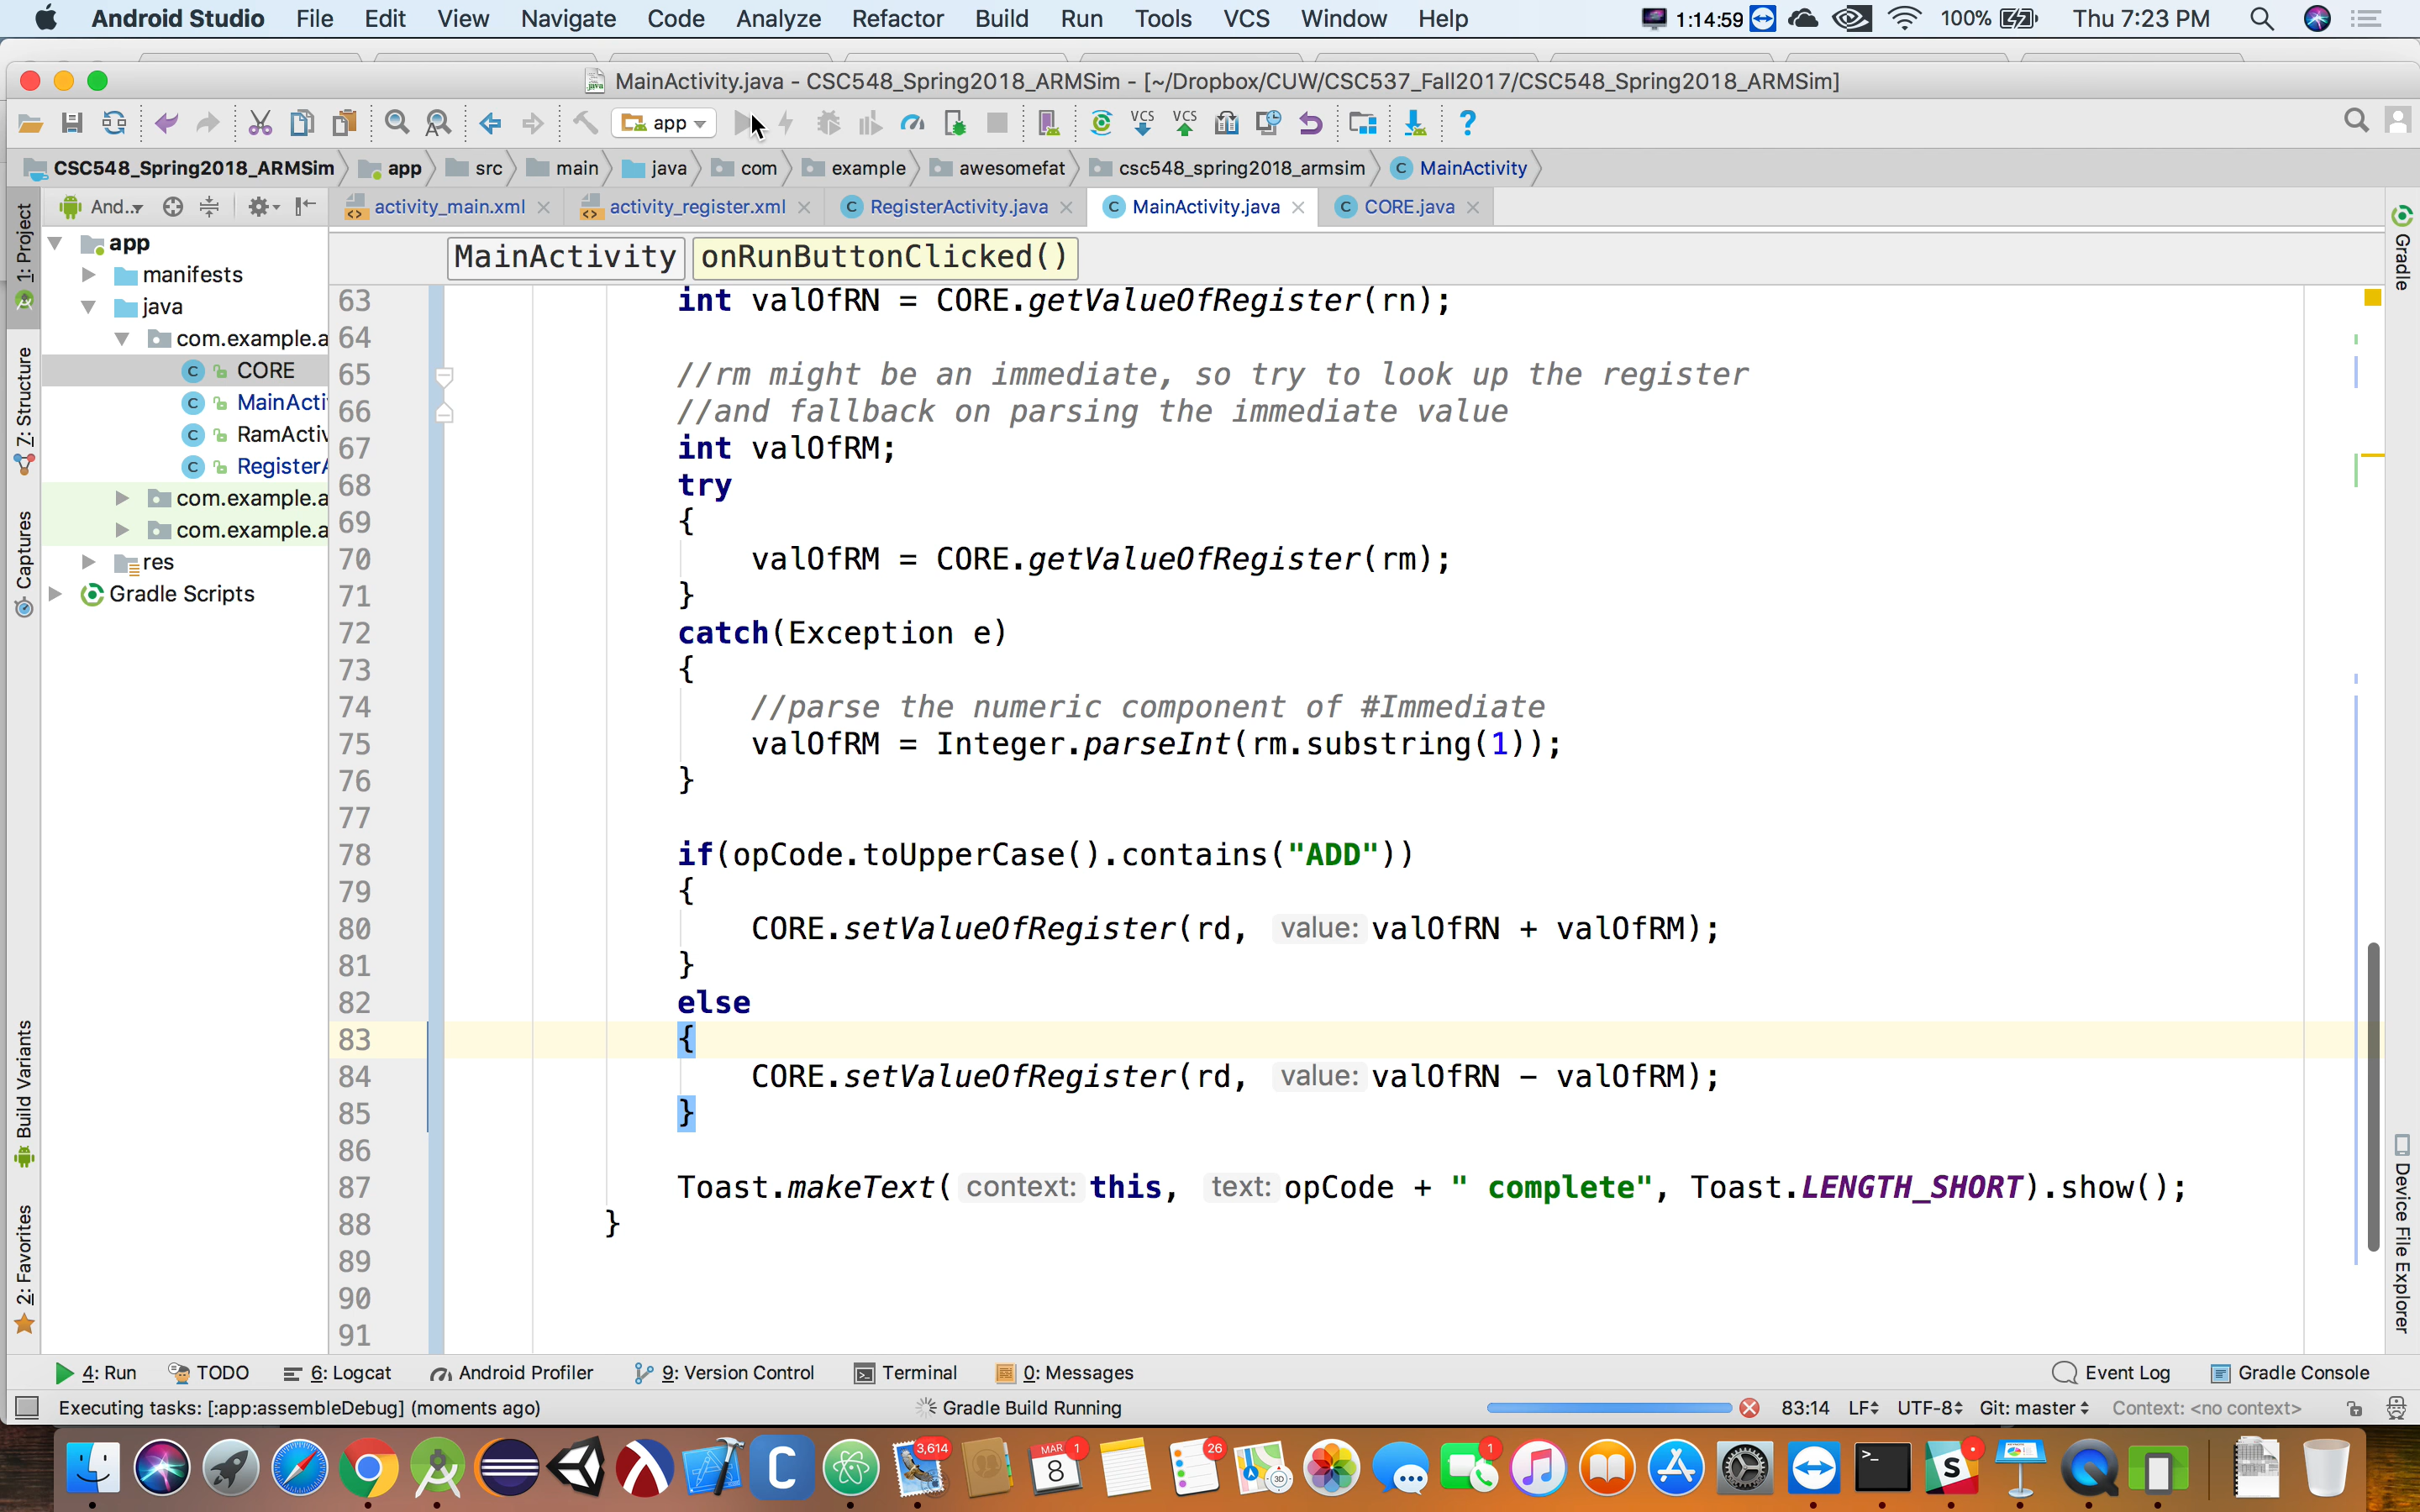 Android Studio File Edit View Navigate Code Analyze Refactor Build Run Tools VCS Window Help 1:14:59 100% Thu 7:23 PM
MainActivity.java - CSC548_Spring2018_ARMSim - [~/Dropbox/CUW/CSC537_Fall2017/CSC548_Spring2018_ARMSim]
app VCS VCS ?
CSC548_Spring2018_ARMSim app src main java com example awesomefat csc548_spring2018_armsim MainActivity
And.. activity_main.xml activity_register.xml RegisterActivity.java MainActivity.java CORE.java
1: Project
7: Structure
Captures
Build Variants
2: Favorites
app
manifests
java
com.example.a
CORE
MainActi
RamActiv
RegisterA
com.example.a
com.example.a
res
Gradle Scripts
MainActivity onRunButtonClicked()
63 int valOfRN = CORE.getValueOfRegister(rn);
64
65 //rm might be an immediate, so try to look up the register
66 //and fallback on parsing the immediate value
67 int valOfRM;
68 try
69 {
70 valOfRM = CORE.getValueOfRegister(rm);
71 }
72 catch(Exception e)
73 {
74 //parse the numeric component of #Immediate
75 valOfRM = Integer.parseInt(rm.substring(1));
76 }
77
78 if(opCode.toUpperCase().contains("ADD"))
79 {
80 CORE.setValueOfRegister(rd, value: valOfRN + valOfRM);
81 }
82 else
83 {
84 CORE.setValueOfRegister(rd, value: valOfRN - valOfRM);
85 }
86
87 Toast.makeText( context: this, text: opCode + " complete", Toast.LENGTH_SHORT).show();
88 }
89
90
91
Gradle
Device File Explorer
4: Run TODO 6: Logcat Android Profiler 9: Version Control Terminal 0: Messages Event Log Gradle Console
Executing tasks: [:app:assembleDebug] (moments ago) Gradle Build Running 83:14 LF UTF-8 Git: master Context: <no context>
3,614 MAR 8 1 26 3D 1